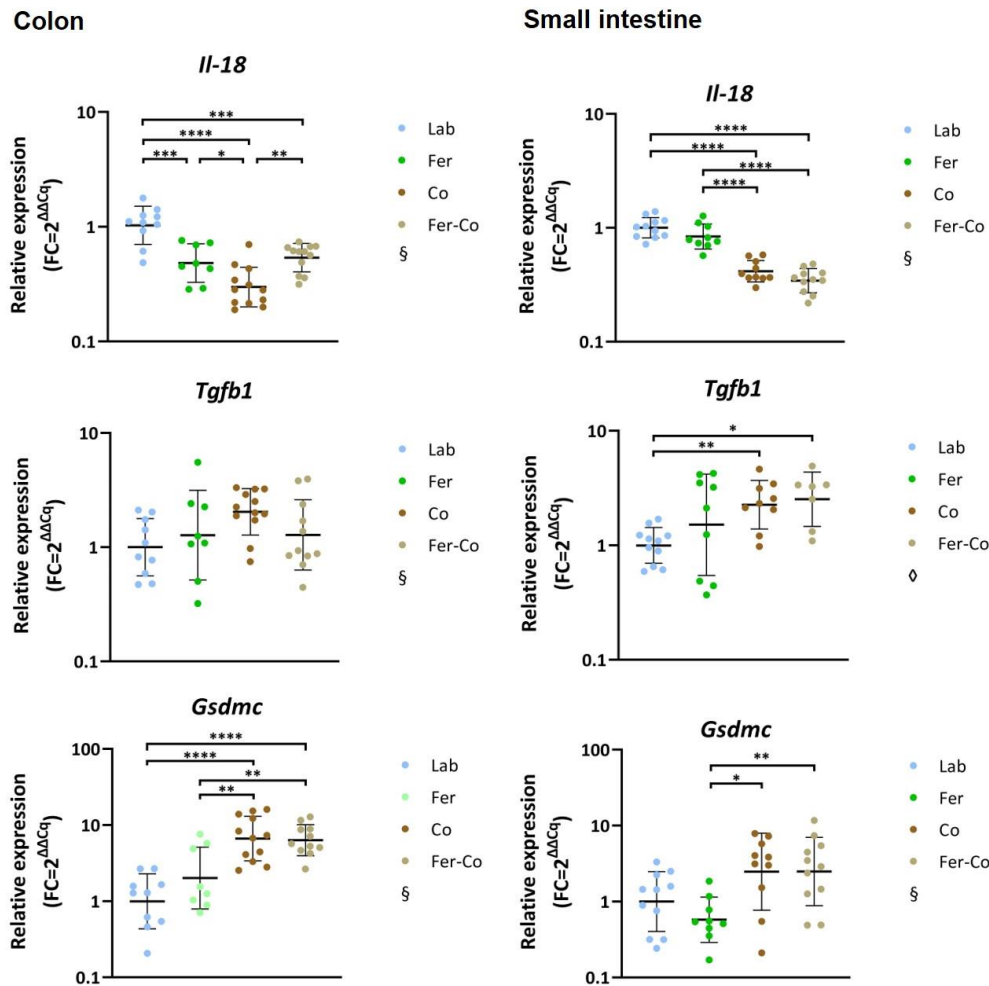 Colon
Small intestine
Il-18
Relative expression
(FC=2^ΔΔCq)
10
1
0.1
***
****
***
*
**
Lab
Fer
Co
Fer-Co
§
Il-18
Relative expression
(FC=2^ΔΔCq)
10
1
0.1
****
****
****
****
Lab
Fer
Co
Fer-Co
§
Tgfb1
Relative expression
(FC=2^ΔΔCq)
10
1
0.1
Lab
Fer
Co
Fer-Co
§
Tgfb1
Relative expression
(FC=2^ΔΔCq)
10
1
0.1
*
**
Lab
Fer
Co
Fer-Co
◊
Gsdmc
Relative expression
(FC=2^ΔΔCq)
100
10
1
0.1
****
****
**
**
Lab
Fer
Co
Fer-Co
§
Gsdmc
Relative expression
(FC=2^ΔΔCq)
100
10
1
0.1
**
*
Lab
Fer
Co
Fer-Co
§